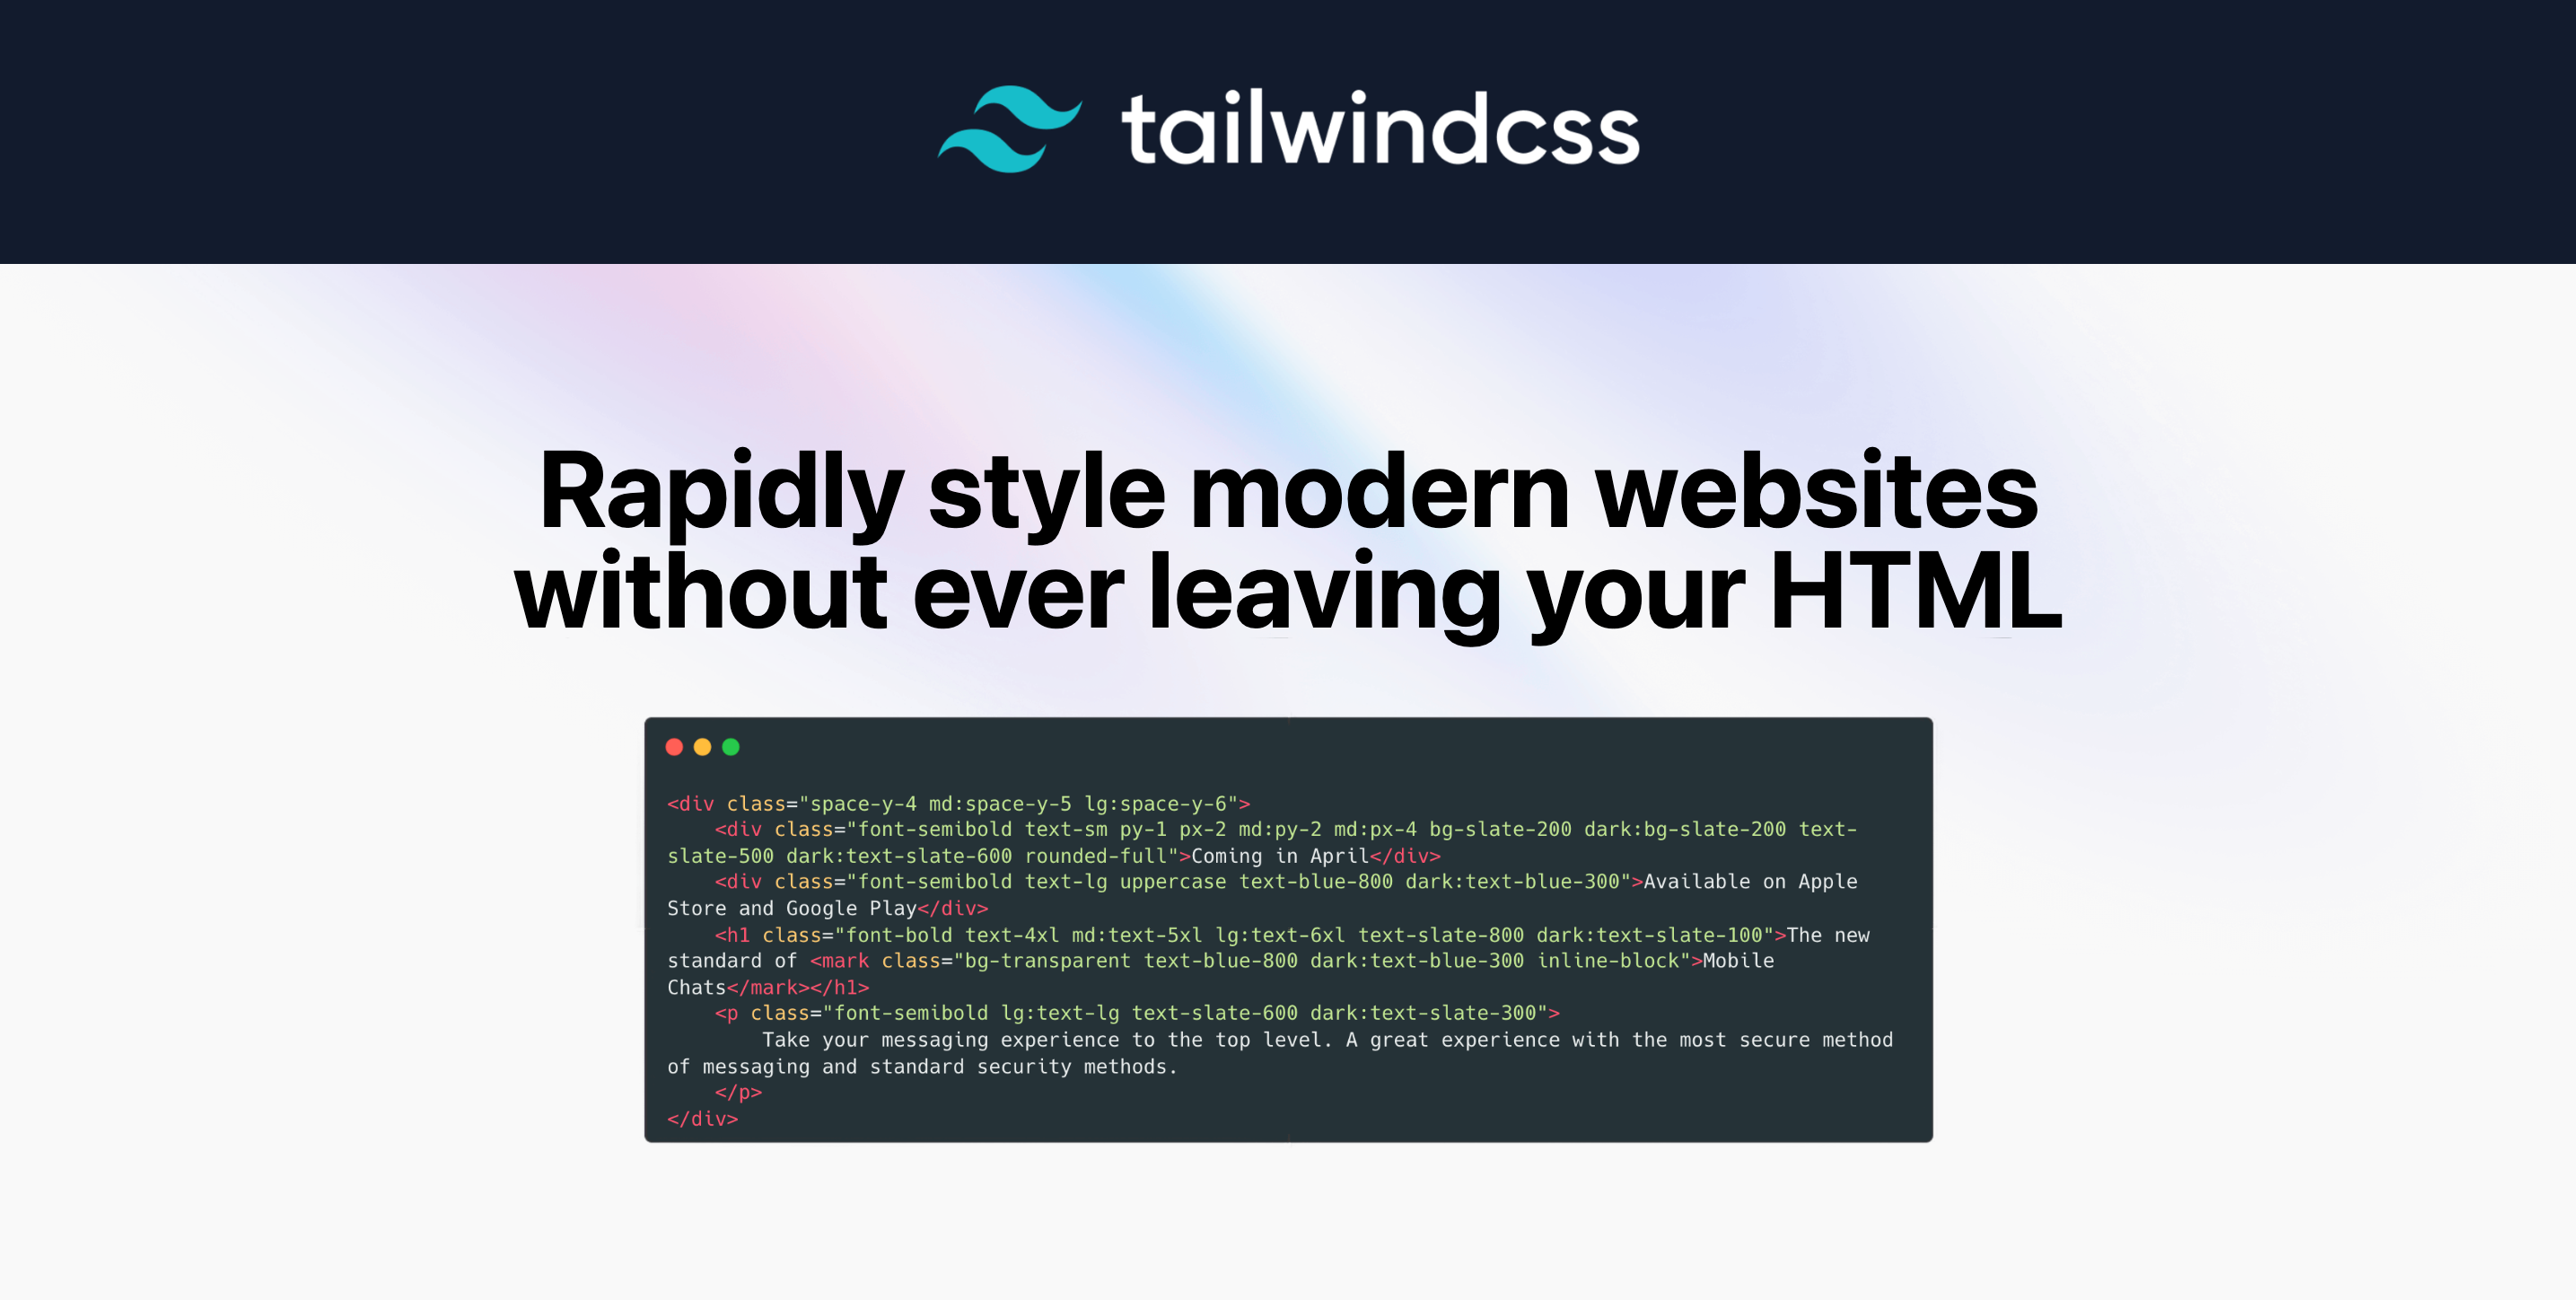 tailwindcss
Rapidly style modern websites
without ever leaving your HTML
<div class="space-y-4 md:space-y-5 lg:space-y-6">
    <div class="font-semibold text-sm py-1 px-2 md:py-2 md:px-4 bg-slate-200 dark:bg-slate-200 text-
slate-500 dark:text-slate-600 rounded-full">Coming in April</div>
    <div class="font-semibold text-lg uppercase text-blue-800 dark:text-blue-300">Available on Apple
Store and Google Play</div>
    <h1 class="font-bold text-4xl md:text-5xl lg:text-6xl text-slate-800 dark:text-slate-100">The new
standard of <mark class="bg-transparent text-blue-800 dark:text-blue-300 inline-block">Mobile
Chats</mark></h1>
    <p class="font-semibold lg:text-lg text-slate-600 dark:text-slate-300">
        Take your messaging experience to the top level. A great experience with the most secure method
of messaging and standard security methods.
    </p>
</div>